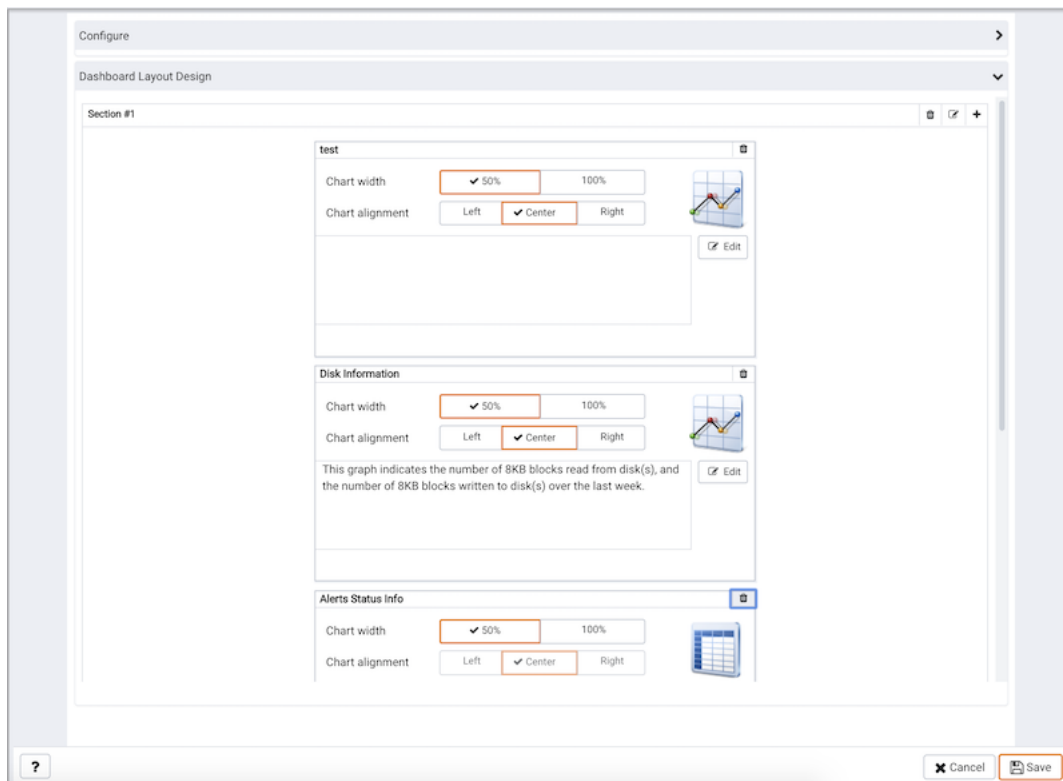 Configure
Dashboard Layout Design
Section #1
test
Chart width
50%
100%
Chart alignment
Left
Center
Right
Edit
Disk Information
Chart width
50%
100%
Chart alignment
Left
Center
Right
This graph indicates the number of 8KB blocks read from disk(s), and
the number of 8KB blocks written to disk(s) over the last week.
Edit
Alerts Status Info
Chart width
50%
100%
Chart alignment
Left
Center
Right
?
Cancel
Save